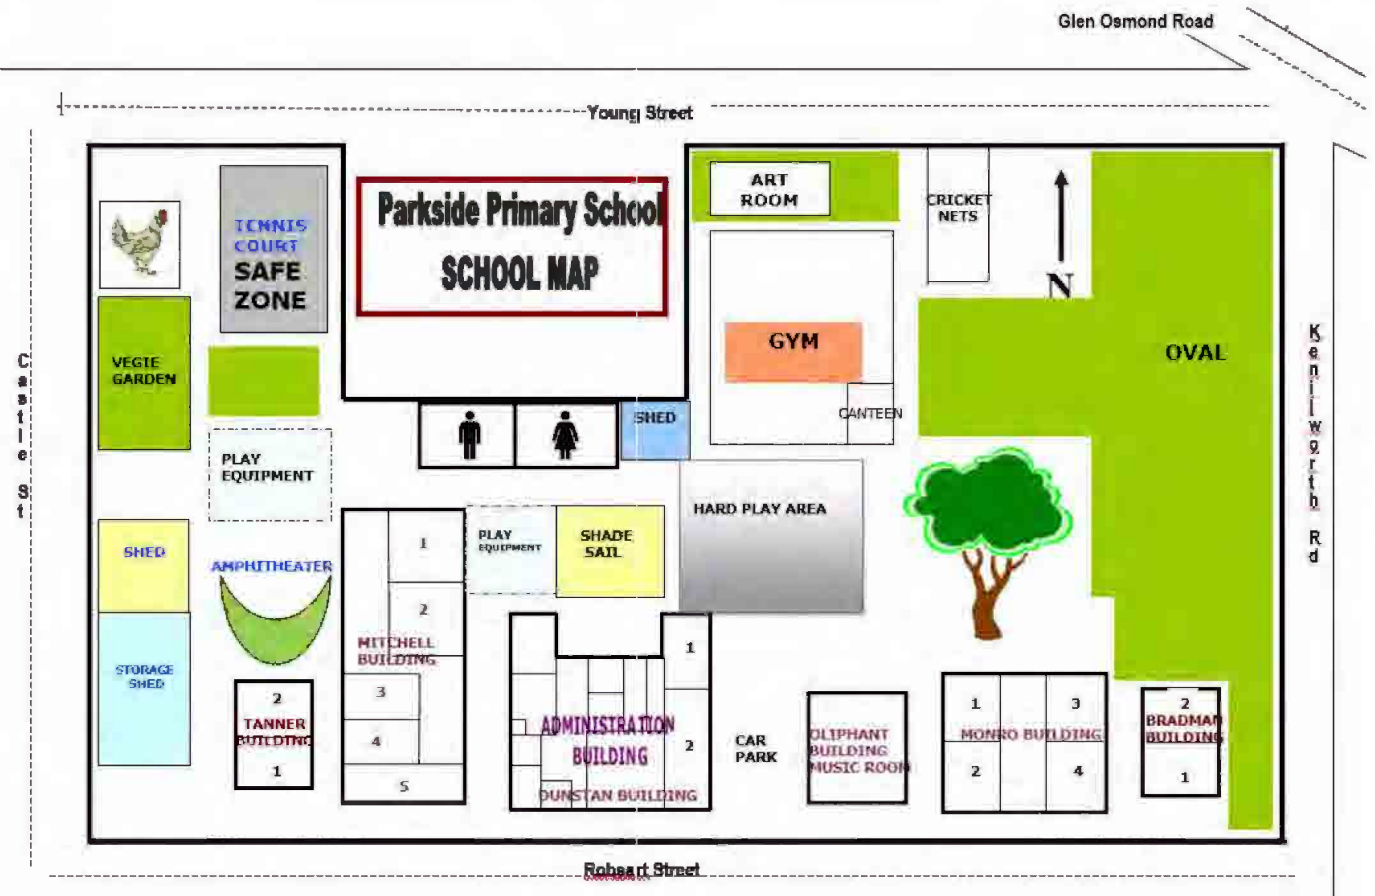 Glen Osmond Road
Young Street
Parkside Primary School
SCHOOL MAP
TENNIS
COURT
SAFE
ZONE
ART
ROOM
CRICKET
NETS
N
GYM
CANTEEN
OVAL
VEGIE
GARDEN
Castle St
Kenilworth Rd
PLAY
EQUIPMENT
SHED
HARD PLAY AREA
SHED
AMPHITHEATER
PLAY
EQUIPMENT
SHADE
SAIL
1
2
MITCHELL
BUILDING
3
4
5
STORAGE
SHED
2
TANNER
BUILDING
1
1
ADMINISTRATION
BUILDING
2
DUNSTAN BUILDING
CAR
PARK
OLIPHANT
BUILDING
MUSIC ROOM
1
3
MONRO BUILDING
2
4
2
BRADMAN
BUILDING
1
Robsart Street